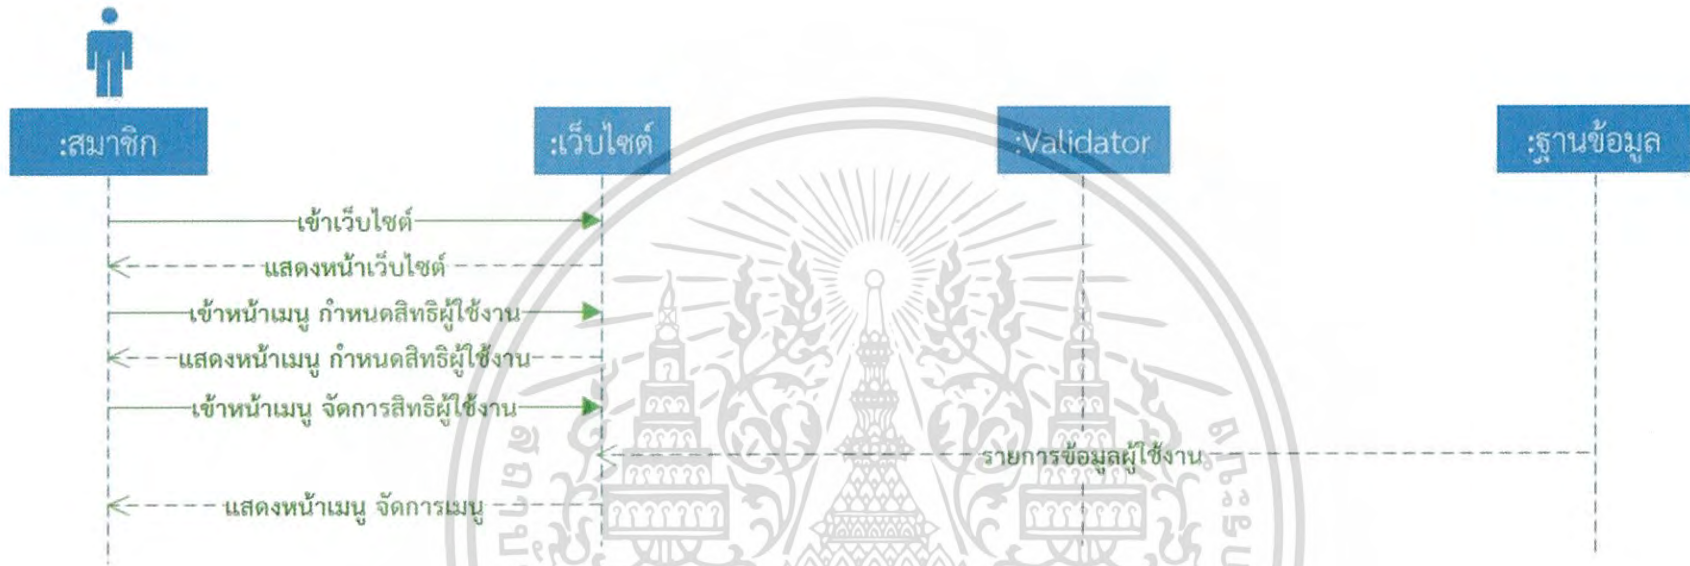 :สมาชิก
:เว็บไซต์
:Validator
:ฐานข้อมูล
เข้าเว็บไซต์
แสดงหน้าเว็บไซต์
เข้าหน้าเมนู กำหนดสิทธิผู้ใช้งาน
แสดงหน้าเมนู กำหนดสิทธิผู้ใช้งาน
เข้าหน้าเมนู จัดการสิทธิผู้ใช้งาน
รายการข้อมูลผู้ใช้งาน
แสดงหน้าเมนู จัดการเมนู